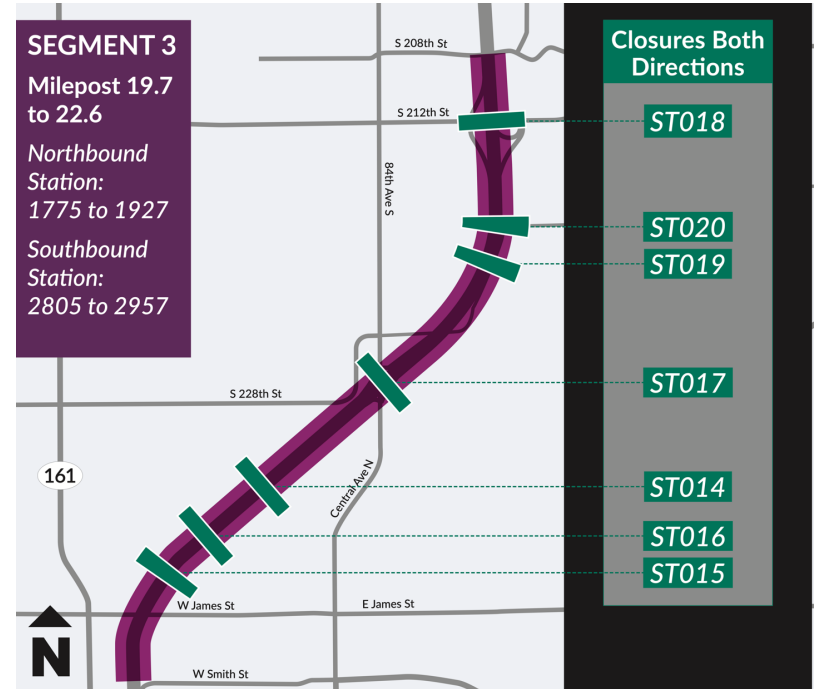 SEGMENT 3
Milepost 19.7
to 22.6
Northbound
Station:
1775 to 1927
Southbound
Station:
2805 to 2957
S 208th St
S 212th St
84th Ave S
S 228th St
161
Central Ave N
W James St
E James St
W Smith St
N
Closures Both
Directions
ST018
ST020
ST019
ST017
ST014
ST016
ST015